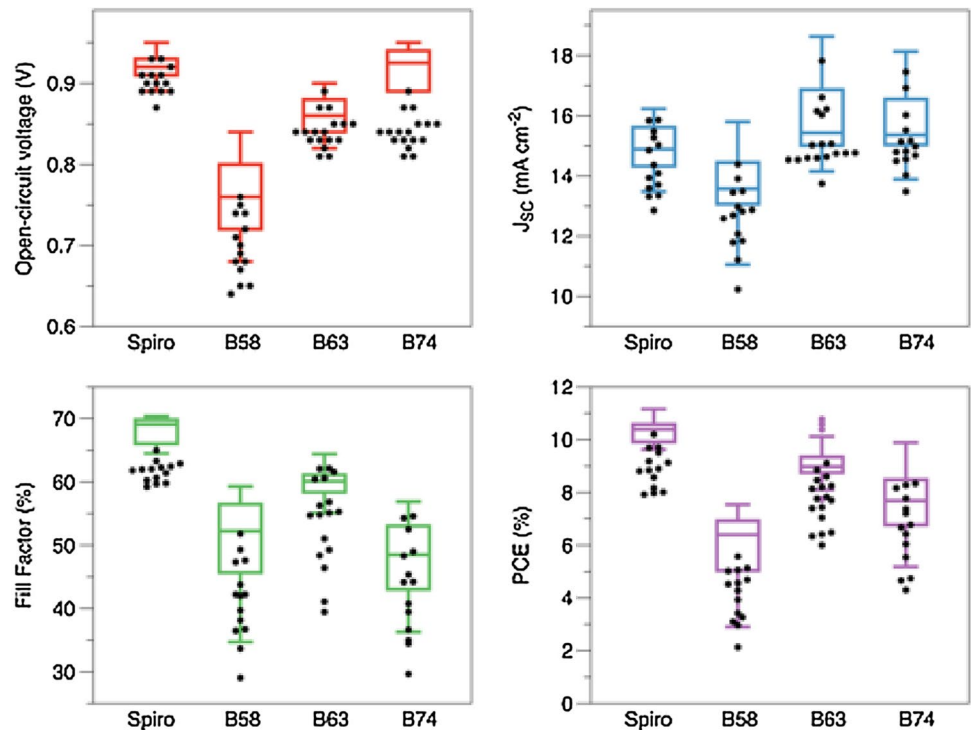 Open-circuit voltage (V)
0.9
0.8
0.7
0.6
Spiro B58 B63 B74
JSC (mA cm-2)
18
16
14
12
10
Spiro B58 B63 B74
Fill Factor (%)
70
60
50
40
30
Spiro B58 B63 B74
PCE (%)
12
10
8
6
4
2
0
Spiro B58 B63 B74